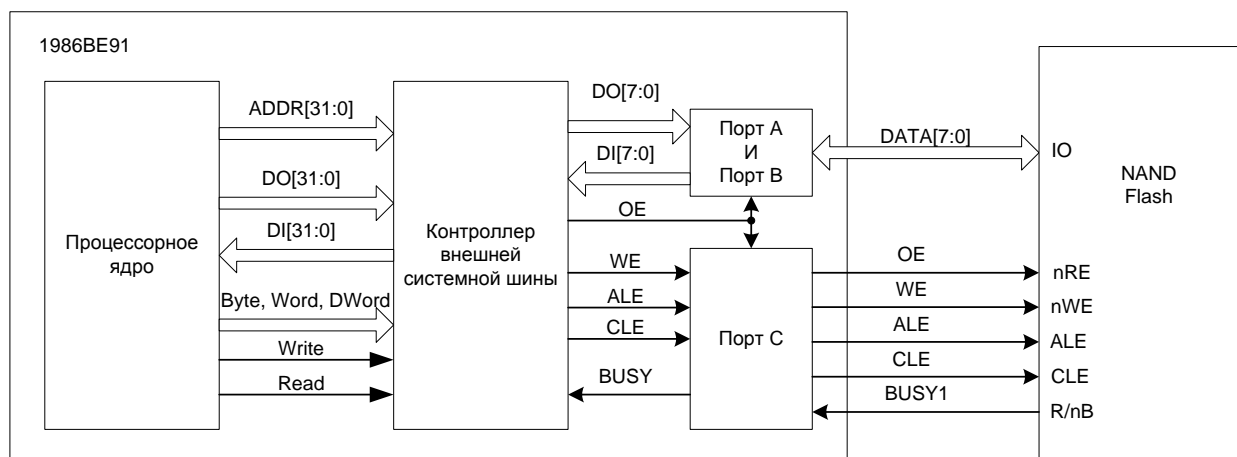 1986ВЕ91
Процессорное
ядро
ADDR[31:0]
DO[31:0]
DI[31:0]
Byte, Word, DWord
Write
Read
Контроллер
внешней
системной шины
DO[7:0]
DI[7:0]
OE
WE
ALE
CLE
BUSY
Порт А
И
Порт В
Порт С
DATA[7:0]
OE
WE
ALE
CLE
BUSY1
IO
NAND
Flash
nRE
nWE
ALE
CLE
R/nB